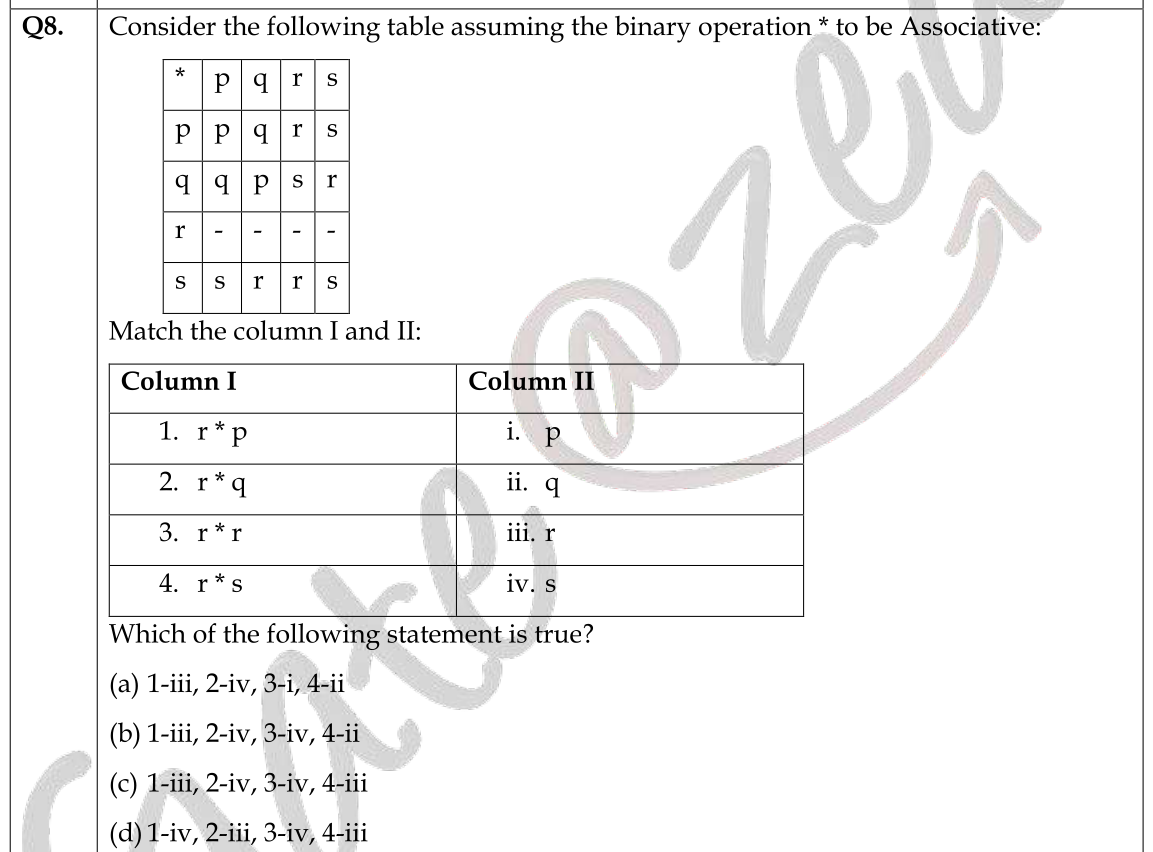 Q8. Consider the following table assuming the binary operation * to be Associative:
* p q r s
p p q r s
q q p s r
r - - - -
s s r r s
Match the column I and II:
Column I Column II
1. r * p i. p
2. r * q ii. q
3. r * r iii. r
4. r * s iv. s
Which of the following statement is true?
(a) 1-iii, 2-iv, 3-i, 4-ii
(b) 1-iii, 2-iv, 3-iv, 4-ii
(c) 1-iii, 2-iv, 3-iv, 4-iii
(d) 1-iv, 2-iii, 3-iv, 4-iii